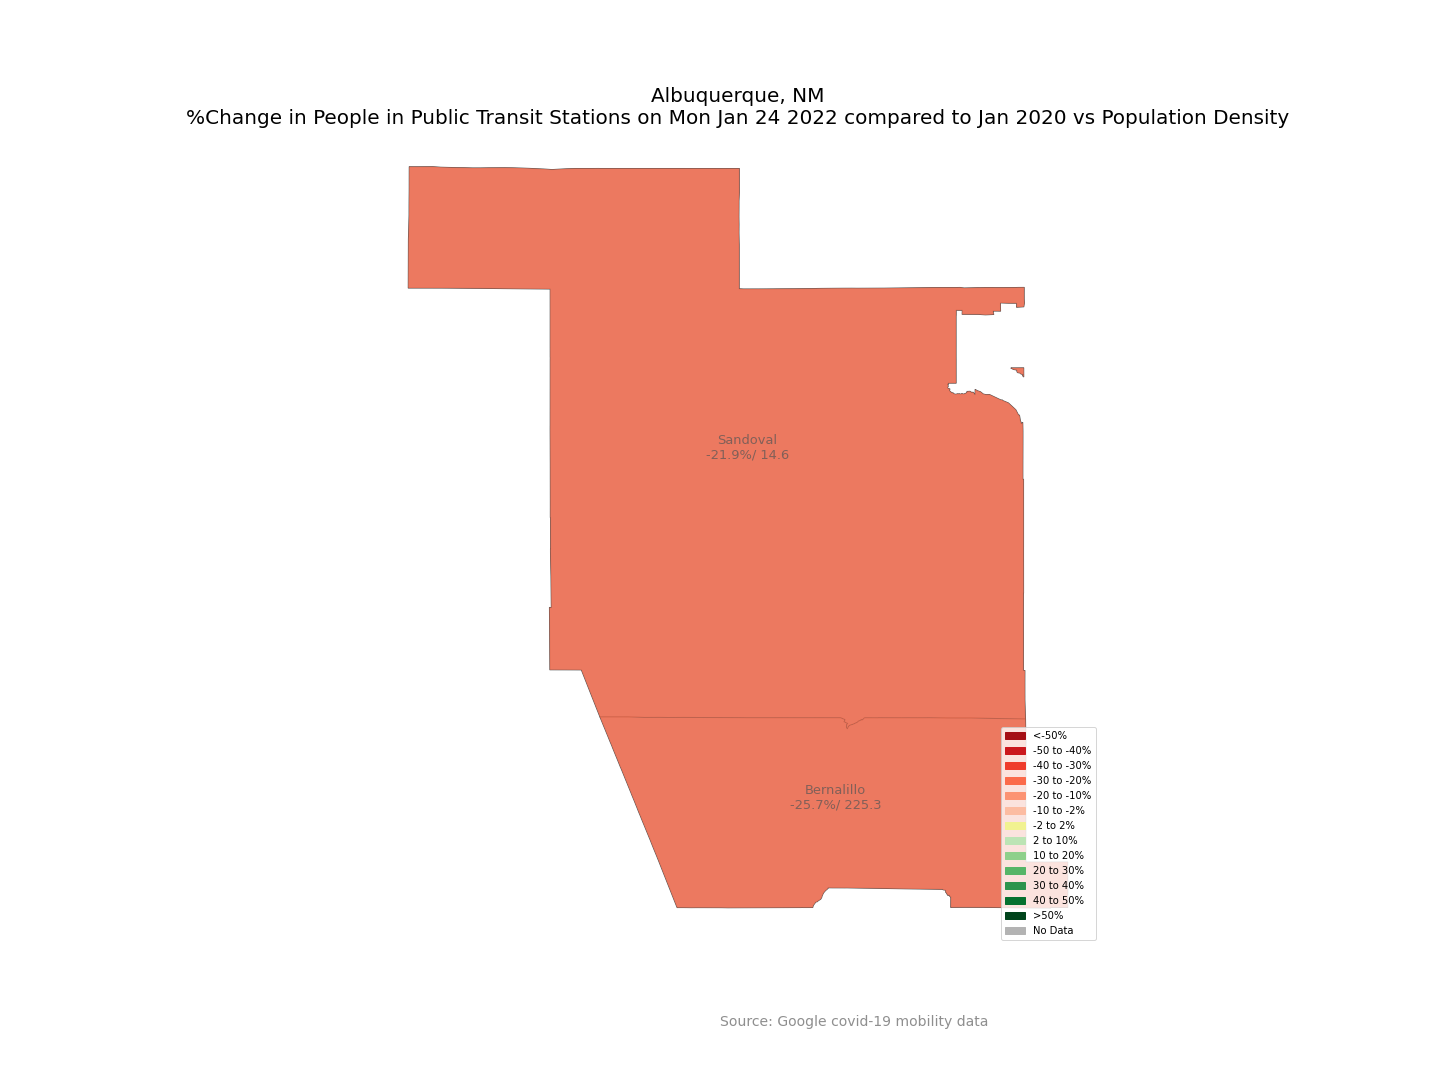 Albuquerque, NM
%Change in People in Public Transit Stations on Mon Jan 24 2022 compared to Jan 2020 vs Population Density
Sandoval
-21.9%/ 14.6
Bernalillo
-25.7%/ 225.3
<-50%
-50 to -40%
-40 to -30%
-30 to -20%
-20 to -10%
-10 to -2%
-2 to 2%
2 to 10%
10 to 20%
20 to 30%
30 to 40%
40 to 50%
>50%
No Data
Source: Google covid-19 mobility data